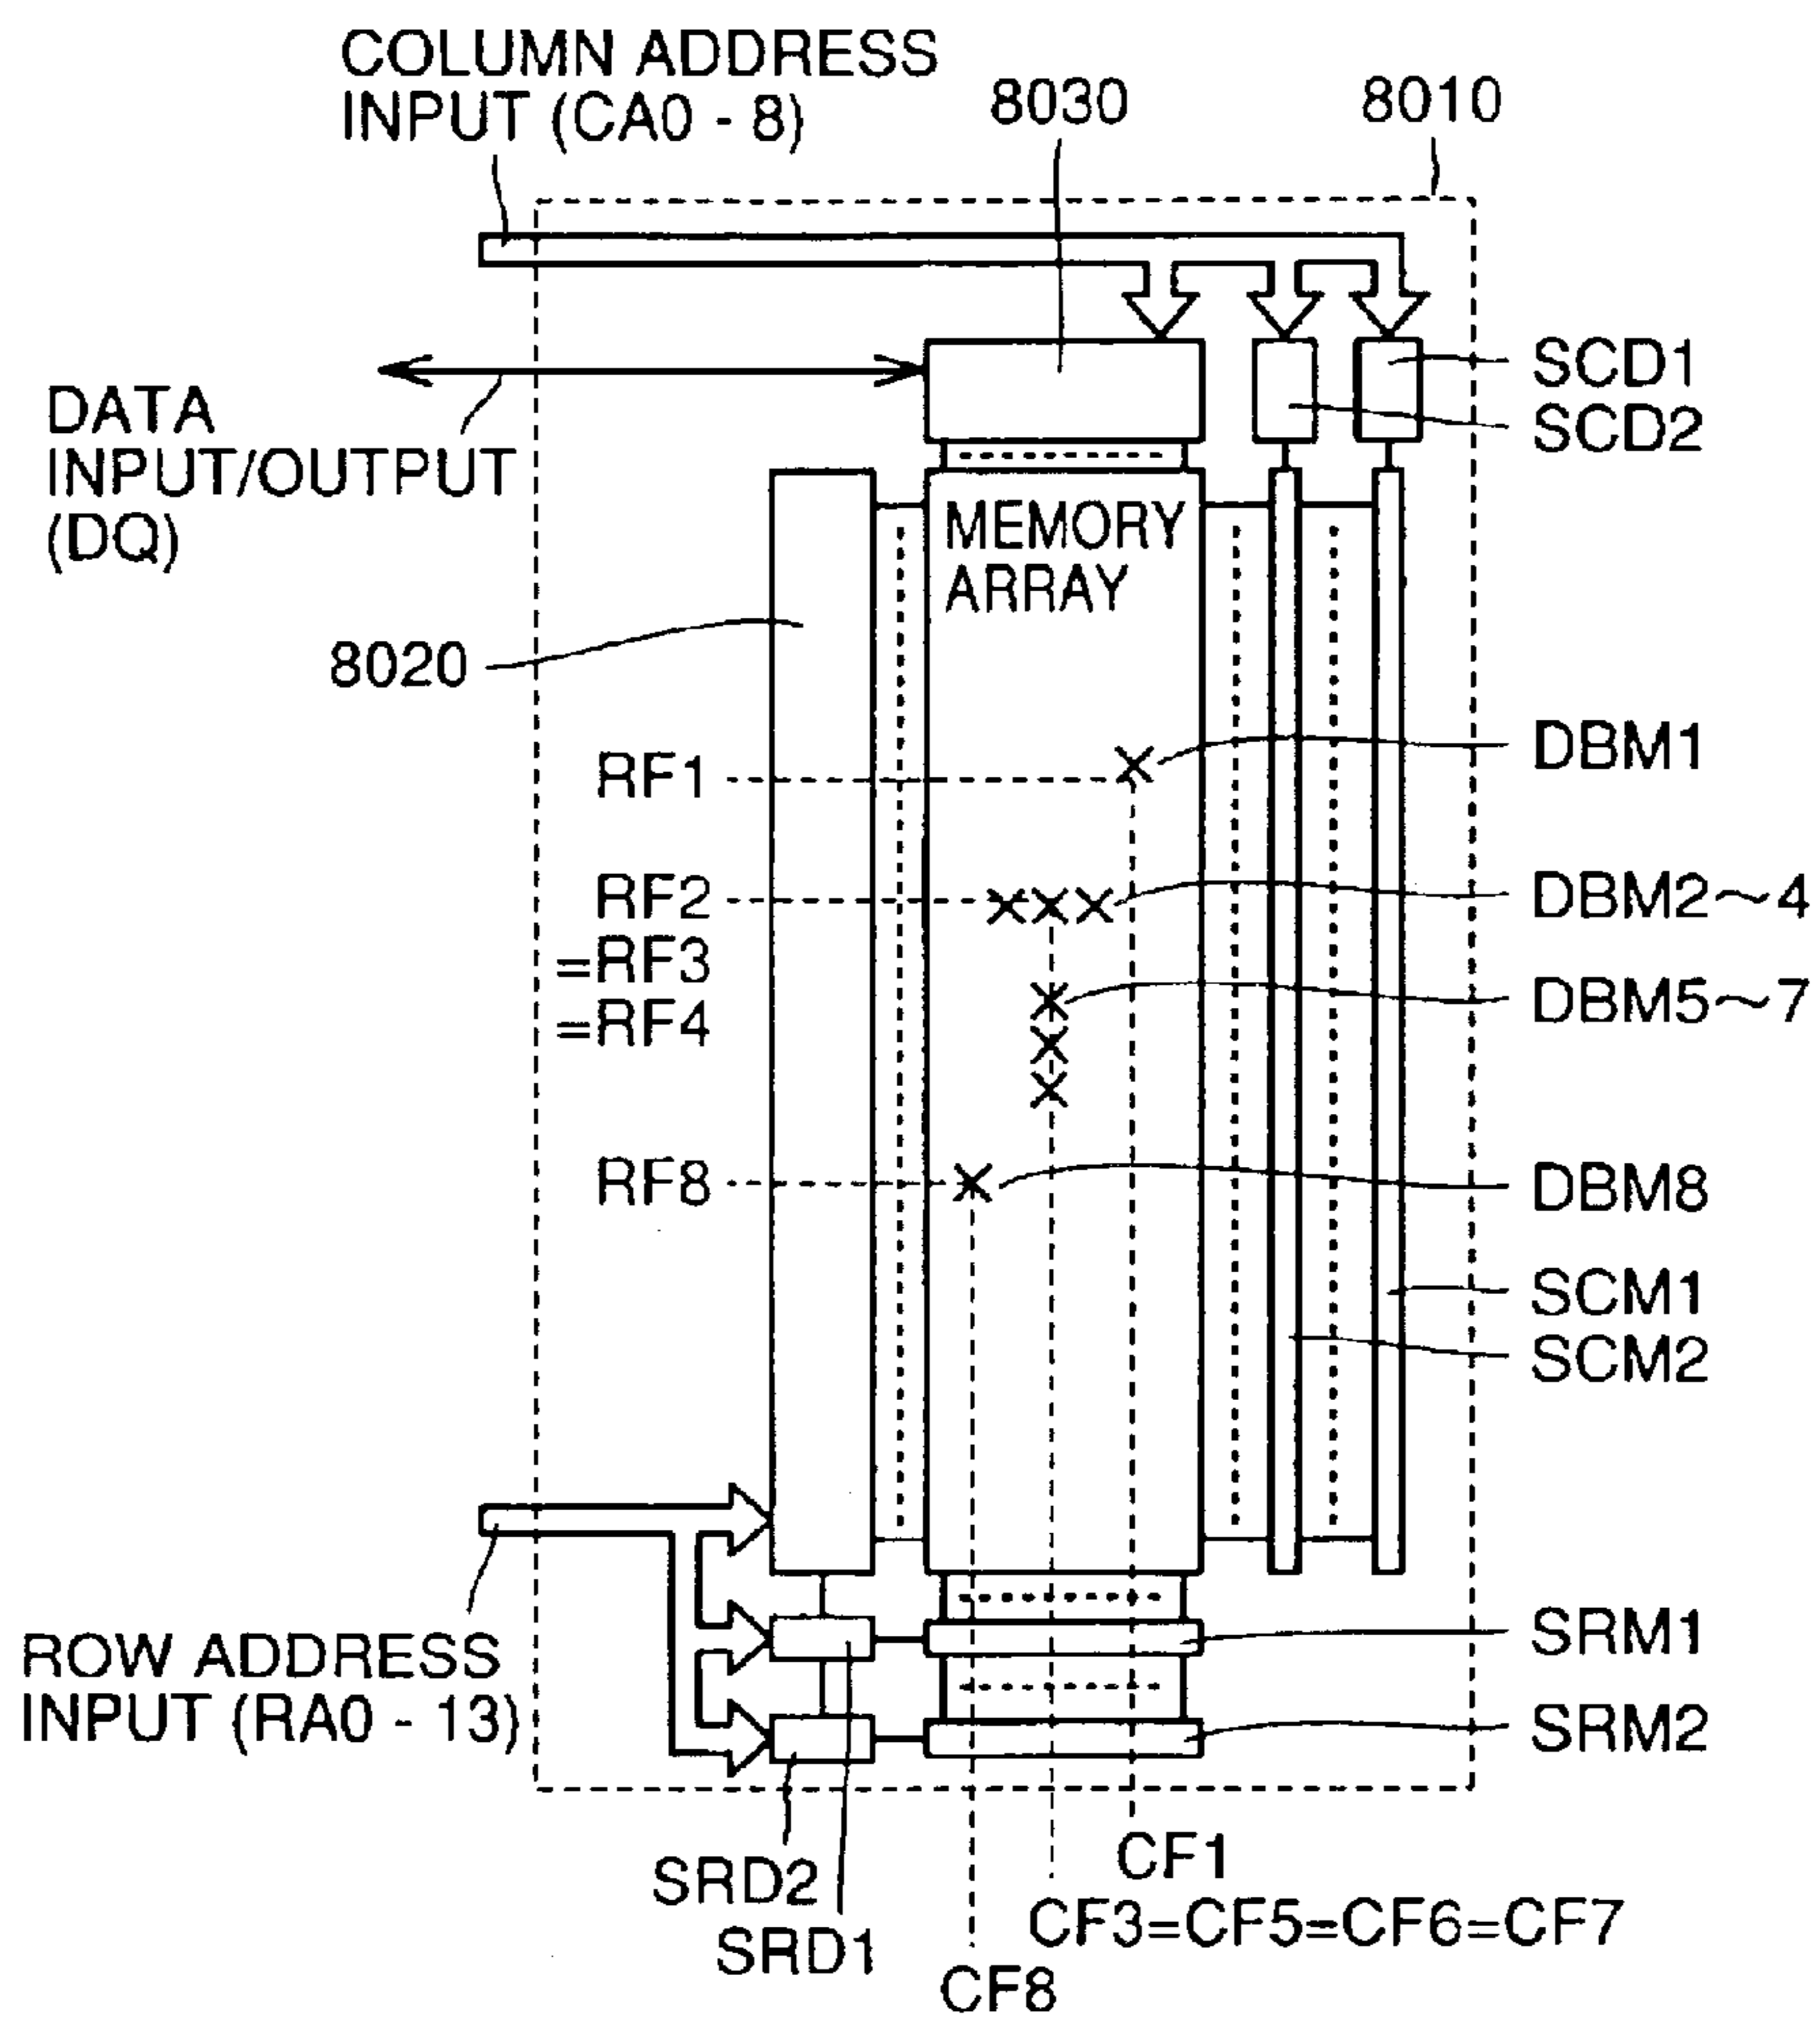 COLUMN ADDRESS
INPUT (CA0 - 8)
8030
8010
SCD1
SCD2
DATA
INPUT/OUTPUT
(DQ)
MEMORY
ARRAY
8020
RF1
DBM1
RF2
=RF3
=RF4
DBM2~4
DBM5~7
RF8
DBM8
SCM1
SCM2
ROW ADDRESS
INPUT (RA0 - 13)
SRM1
SRM2
SRD2
SRD1
CF1
CF3=CF5=CF6=CF7
CF8